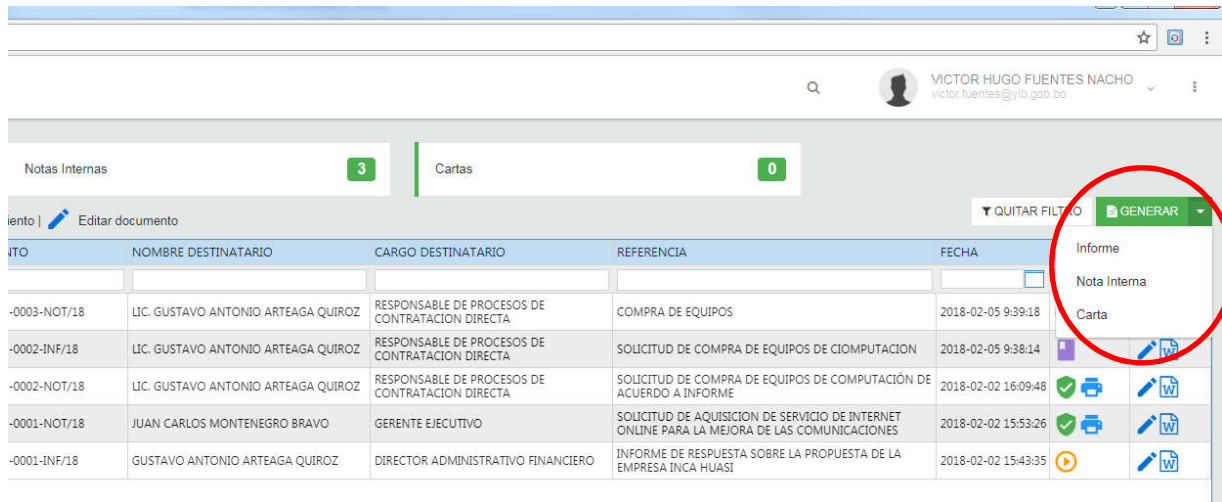 VICTOR HUGO FUENTES NACHO
victor.fuentes@ylb.gob.bo
Notas Internas 3 Cartas 0
iento | Editar documento QUITAR FILTRO GENERAR
NTO NOMBRE DESTINATARIO CARGO DESTINATARIO REFERENCIA FECHA
Informe
Nota Interna
Carta
-0003-NOT/18 LIC. GUSTAVO ANTONIO ARTEAGA QUIROZ RESPONSABLE DE PROCESOS DE
CONTRATACION DIRECTA COMPRA DE EQUIPOS 2018-02-05 9:39:18
-0002-INF/18 LIC. GUSTAVO ANTONIO ARTEAGA QUIROZ RESPONSABLE DE PROCESOS DE
CONTRATACION DIRECTA SOLICITUD DE COMPRA DE EQUIPOS DE CIOMPUTACION 2018-02-05 9:38:14
-0002-NOT/18 LIC. GUSTAVO ANTONIO ARTEAGA QUIROZ RESPONSABLE DE PROCESOS DE
CONTRATACION DIRECTA SOLICITUD DE COMPRA DE EQUIPOS DE COMPUTACIÓN DE
ACUERDO A INFORME 2018-02-02 16:09:48
-0001-NOT/18 JUAN CARLOS MONTENEGRO BRAVO GERENTE EJECUTIVO SOLICITUD DE AQUISICION DE SERVICIO DE INTERNET
ONLINE PARA LA MEJORA DE LAS COMUNICACIONES 2018-02-02 15:53:26
-0001-INF/18 GUSTAVO ANTONIO ARTEAGA QUIROZ DIRECTOR ADMINISTRATIVO FINANCIERO INFORME DE RESPUESTA SOBRE LA PROPUESTA DE LA
EMPRESA INCA HUASI 2018-02-02 15:43:35